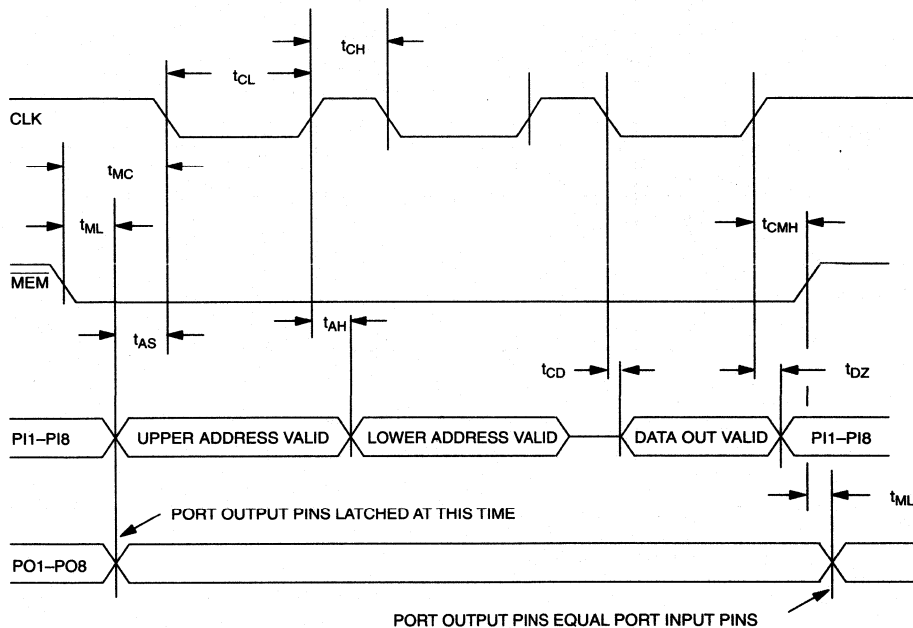 tCH
tCL
CLK
tMC
tML
tCMH
MEM
tAS
tAH
tCD
tDZ
PI1–PI8
UPPER ADDRESS VALID
LOWER ADDRESS VALID
DATA OUT VALID
PI1–PI8
tML
PORT OUTPUT PINS LATCHED AT THIS TIME
PO1–PO8
PORT OUTPUT PINS EQUAL PORT INPUT PINS